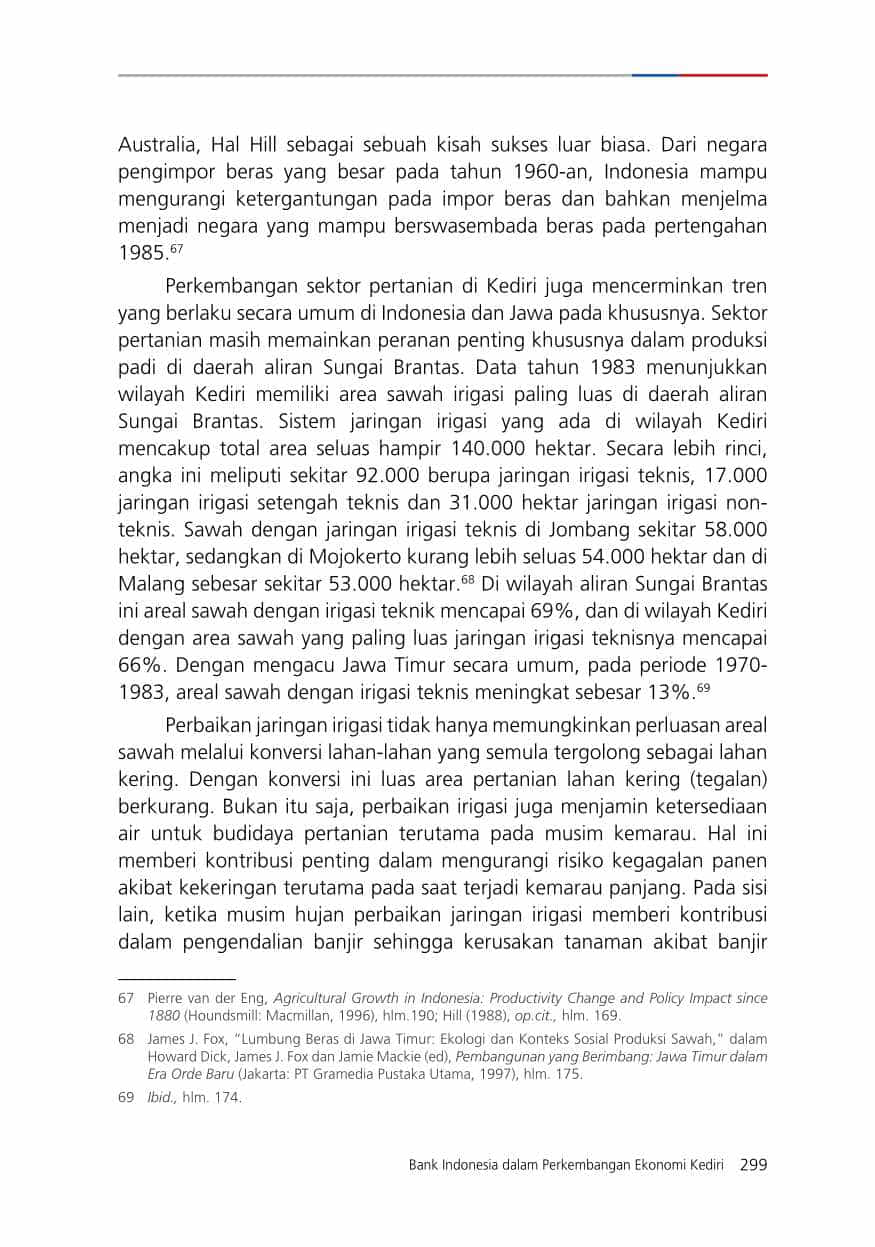 Australia, Hal Hill sebagai sebuah kisah sukses luar biasa. Dari negara
pengimpor beras yang besar pada tahun 1960-an, Indonesia mampu
mengurangi ketergantungan pada impor beras dan bahkan menjelma
menjadi negara yang mampu berswasembada beras pada pertengahan
1985.67
Perkembangan sektor pertanian di Kediri juga mencerminkan tren
yang berlaku secara umum di Indonesia dan Jawa pada khususnya. Sektor
pertanian masih memainkan peranan penting khususnya dalam produksi
padi di daerah aliran Sungai Brantas. Data tahun 1983 menunjukkan
wilayah Kediri memiliki area sawah irigasi paling luas di daerah aliran
Sungai Brantas. Sistem jaringan irigasi yang ada di wilayah Kediri
mencakup total area seluas hampir 140.000 hektar. Secara lebih rinci,
angka ini meliputi sekitar 92.000 berupa jaringan irigasi teknis, 17.000
jaringan irigasi setengah teknis dan 31.000 hektar jaringan irigasi non-
teknis. Sawah dengan jaringan irigasi teknis di Jombang sekitar 58.000
hektar, sedangkan di Mojokerto kurang lebih seluas 54.000 hektar dan di
Malang sebesar sekitar 53.000 hektar.68 Di wilayah aliran Sungai Brantas
ini areal sawah dengan irigasi teknik mencapai 69%, dan di wilayah Kediri
dengan area sawah yang paling luas jaringan irigasi teknisnya mencapai
66%. Dengan mengacu Jawa Timur secara umum, pada periode 1970-
1983, areal sawah dengan irigasi teknis meningkat sebesar 13%.69
Perbaikan jaringan irigasi tidak hanya memungkinkan perluasan areal
sawah melalui konversi lahan-lahan yang semula tergolong sebagai lahan
kering. Dengan konversi ini luas area pertanian lahan kering (tegalan)
berkurang. Bukan itu saja, perbaikan irigasi juga menjamin ketersediaan
air untuk budidaya pertanian terutama pada musim kemarau. Hal ini
memberi kontribusi penting dalam mengurangi risiko kegagalan panen
akibat kekeringan terutama pada saat terjadi kemarau panjang. Pada sisi
lain, ketika musim hujan perbaikan jaringan irigasi memberi kontribusi
dalam pengendalian banjir sehingga kerusakan tanaman akibat banjir
67 Pierre van der Eng, Agricultural Growth in Indonesia: Productivity Change and Policy Impact since
1880 (Houndsmill: Macmillan, 1996), hlm.190; Hill (1988), op.cit., hlm. 169.
68 James J. Fox, "Lumbung Beras di Jawa Timur: Ekologi dan Konteks Sosial Produksi Sawah," dalam
Howard Dick, James J. Fox dan Jamie Mackie (ed), Pembangunan yang Berimbang: Jawa Timur dalam
Era Orde Baru (Jakarta: PT Gramedia Pustaka Utama, 1997), hlm. 175.
69 Ibid., hlm. 174.
Bank Indonesia dalam Perkembangan Ekonomi Kediri 299